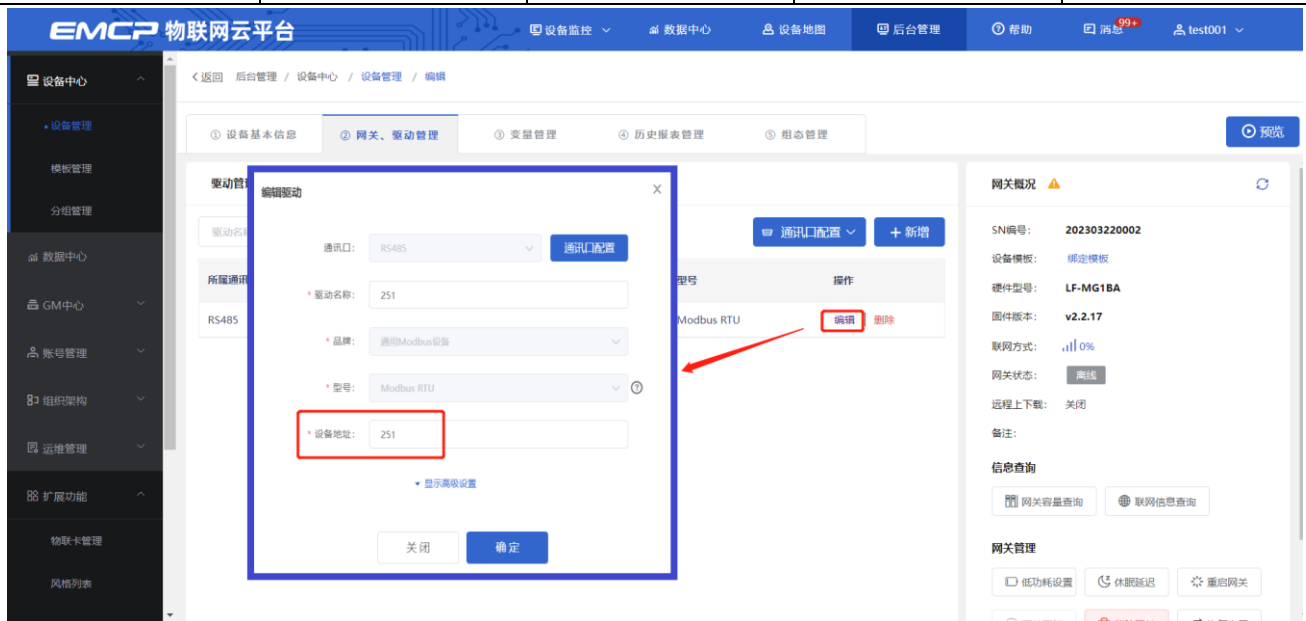 EMCP 物联网云平台
设备监控
数据中心
设备地图
后台管理
帮助
消息
99+
test001
设备中心
设备管理
模板管理
分组管理
数据中心
GM中心
账号管理
组织架构
运维管理
扩展功能
物联卡管理
风格列表
返回 后台管理 / 设备中心 / 设备管理 / 编辑
① 设备基本信息
② 网关、驱动管理
③ 变量管理
④ 历史报表管理
⑤ 组态管理
预览
驱动管
驱动名
通讯口配置
+ 新增
所属通讯
型号
操作
RS485
Modbus RTU
编辑
删除
编辑驱动
X
通讯口: RS485
通讯口配置
* 驱动名称: 251
* 品牌: 通用Modbus设备
* 型号: Modbus RTU
* 设备地址: 251
显示高级设置
关闭
确定
网关概况
SN编号: 202303220002
设备模板: 绑定模板
硬件型号: LF-MG1BA
固件版本: v2.2.17
联网方式: 0%
网关状态: 离线
远程上下载: 关闭
备注:
信息查询
网关容量查询
联网信息查询
网关管理
低功耗设置
休眠延迟
重启网关